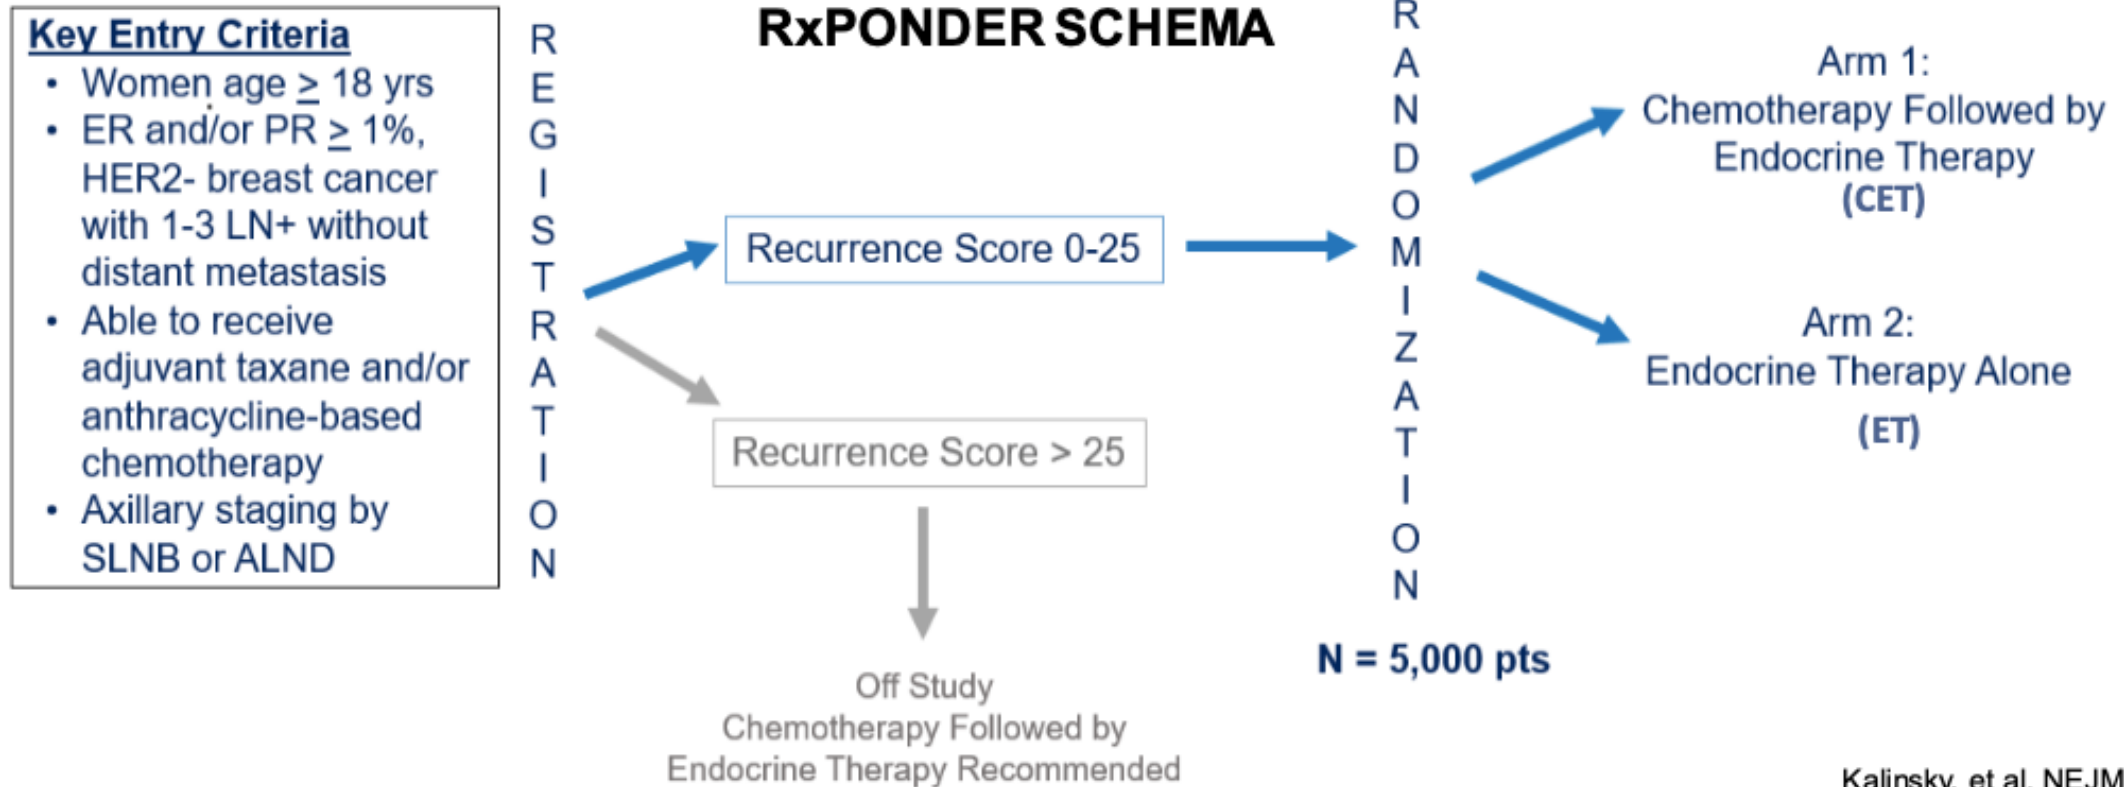 RxPONDER SCHEMA
Key Entry Criteria
• Women age ≥ 18 yrs
• ER and/or PR ≥ 1%,
HER2- breast cancer
with 1-3 LN+ without
distant metastasis
• Able to receive
adjuvant taxane and/or
anthracycline-based
chemotherapy
• Axillary staging by
SLNB or ALND
REGISTRATION
Recurrence Score 0-25
Recurrence Score > 25
Off Study
Chemotherapy Followed by
Endocrine Therapy Recommended
RANDOMIZATION
N = 5,000 pts
Arm 1:
Chemotherapy Followed by
Endocrine Therapy
(CET)
Arm 2:
Endocrine Therapy Alone
(ET)
Kalinsky, et al. NEJM